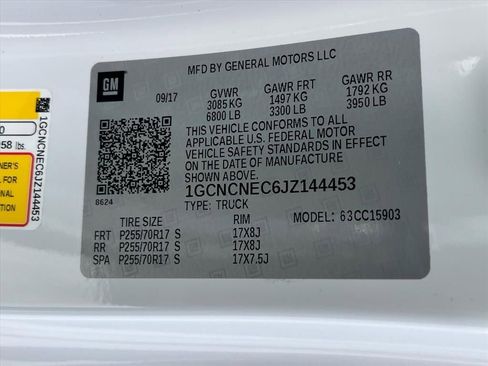 MFD BY GENERAL MOTORS LLC
GM
09/17
GVWR GAWR FRT GAWR RR
3085 KG 1497 KG 1792 KG
6800 LB 3300 LB 3950 LB
THIS VEHICLE CONFORMS TO ALL
APPLICABLE U.S. FEDERAL MOTOR
VEHICLE SAFETY STANDARDS IN EFFECT
ON THE DATE OF MANUFACTURE
SHOWN ABOVE.
8624
1GCNCNEC6JZ144453
TYPE: TRUCK
MODEL: 63CC15903
TIRE SIZE RIM
FRT P255/70R17 S 17X8J
RR P255/70R17 S 17X8J
SPA P255/70R17 S 17X7.5J
1GCNCNEC6JZ144453
lbs.
FOR